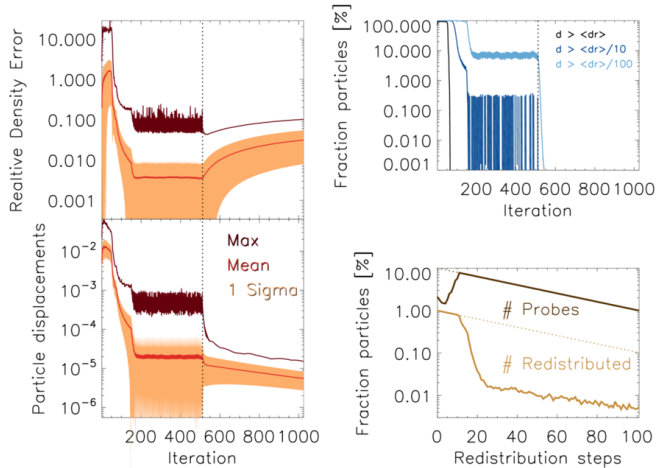 Realtive Density Error
10.000
1.000
0.100
0.010
0.001
Particle displacements
10⁻²
10⁻³
10⁻⁴
10⁻⁵
10⁻⁶
Max
Mean
1 Sigma
200 400 600 800 1000
Iteration
Fraction particles [%]
100.000
10.000
1.000
0.100
0.010
0.001
d > <dr>
d > <dr>/10
d > <dr>/100
200 400 600 800 1000
Iteration
Fraction particles [%]
10.00
1.00
0.10
0.01
# Probes
# Redistributed
0 20 40 60 80 100
Redistribution steps